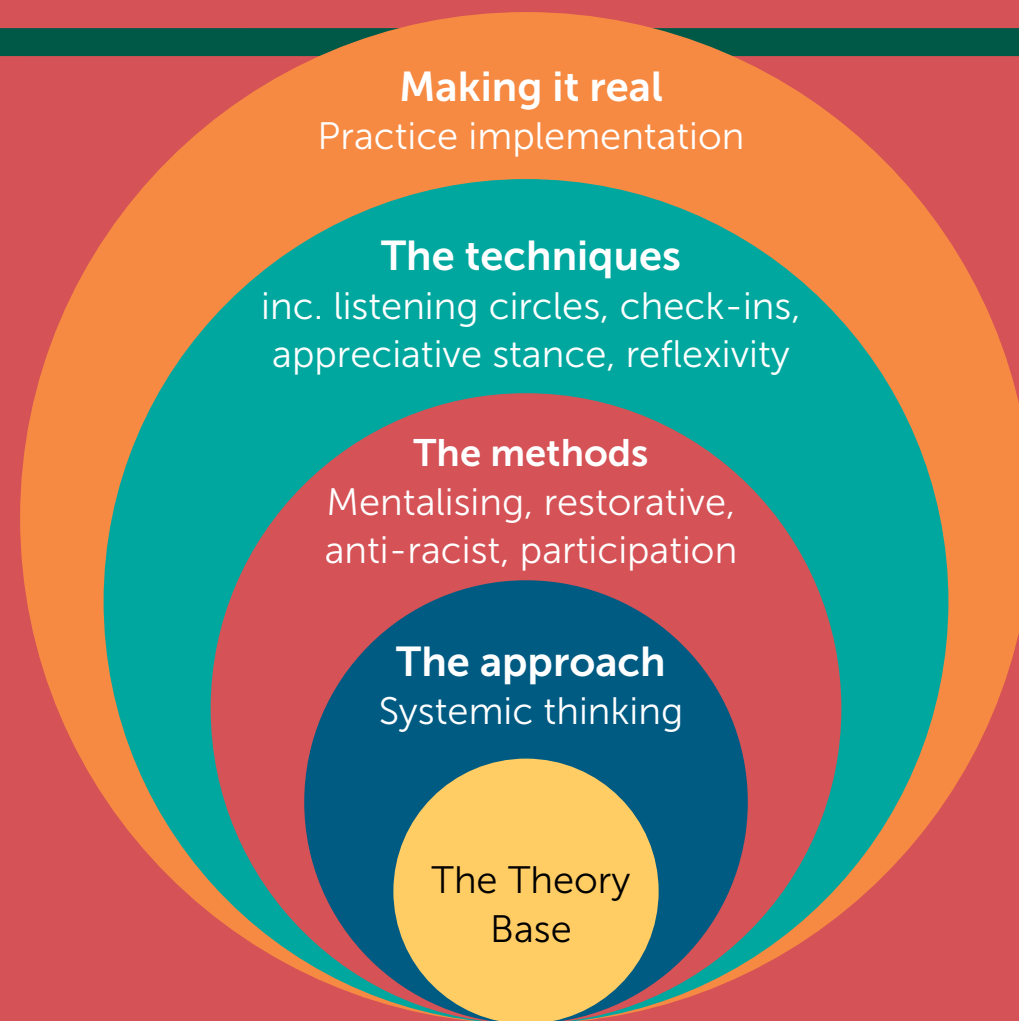 Making it real
Practice implementation
The techniques
inc. listening circles, check-ins,
appreciative stance, reflexivity
The methods
Mentalising, restorative,
anti-racist, participation
The approach
Systemic thinking
The Theory
Base